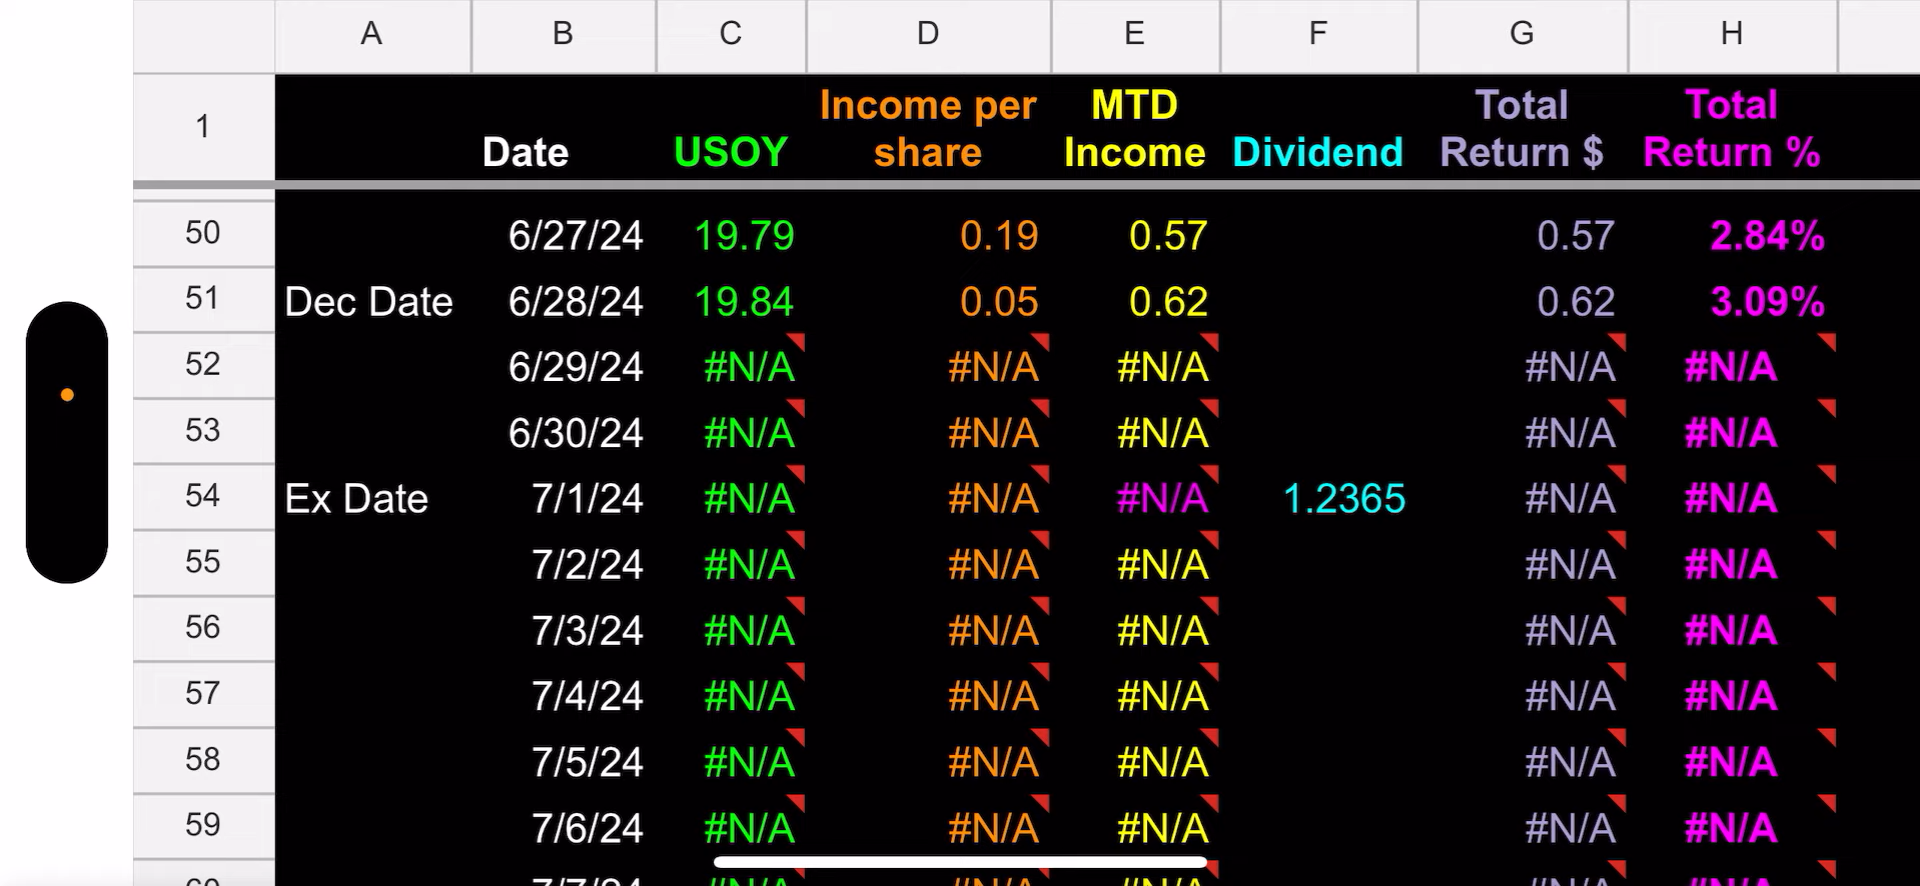 A B C D E F G H
1 Date USOY Income per share MTD Income Dividend Total Return $ Total Return %
50 6/27/24 19.79 0.19 0.57 0.57 2.84%
51 Dec Date 6/28/24 19.84 0.05 0.62 0.62 3.09%
52 6/29/24 #N/A #N/A #N/A #N/A #N/A
53 6/30/24 #N/A #N/A #N/A #N/A #N/A
54 Ex Date 7/1/24 #N/A #N/A #N/A 1.2365 #N/A #N/A
55 7/2/24 #N/A #N/A #N/A #N/A #N/A
56 7/3/24 #N/A #N/A #N/A #N/A #N/A
57 7/4/24 #N/A #N/A #N/A #N/A #N/A
58 7/5/24 #N/A #N/A #N/A #N/A #N/A
59 7/6/24 #N/A #N/A #N/A #N/A #N/A